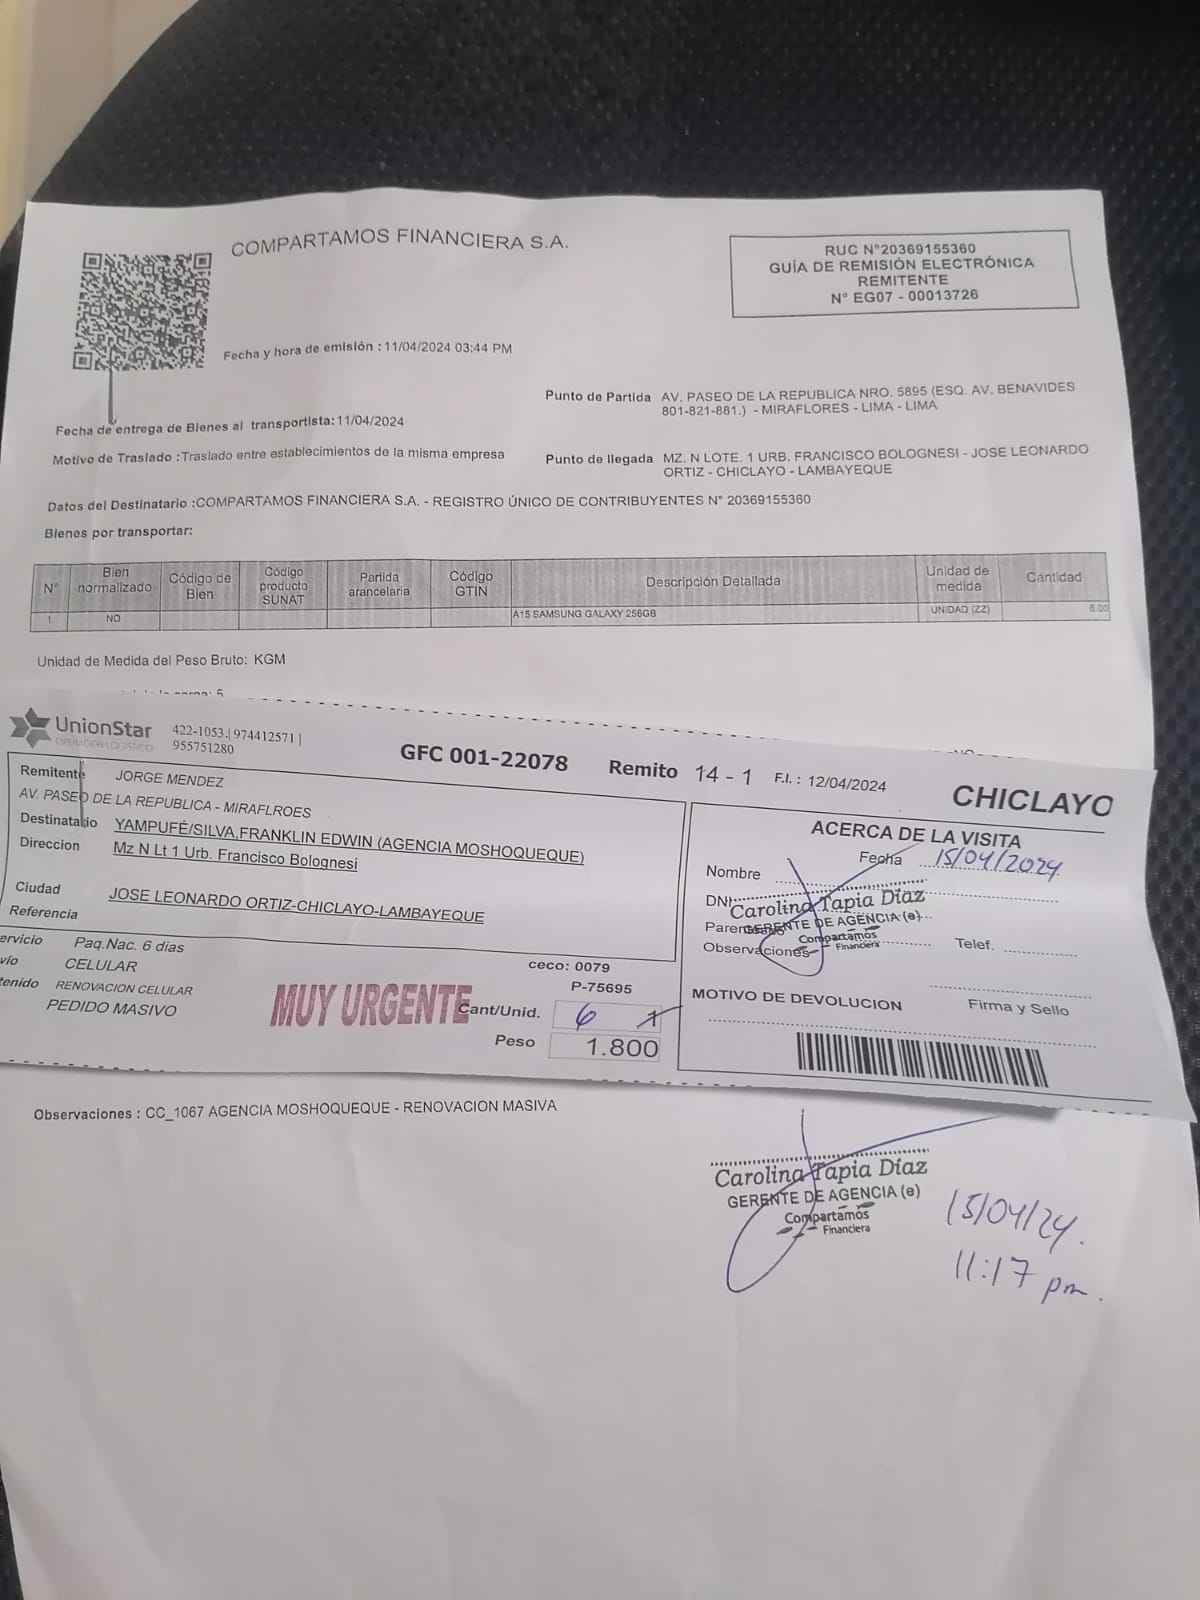 COMPARTAMOS FINANCIERA S.A.
RUC N°20369155360
GUÍA DE REMISIÓN ELECTRÓNICA
REMITENTE
N° EG07 - 00013726
Fecha y hora de emisión : 11/04/2024 03:44 PM
Punto de Partida AV. PASEO DE LA REPUBLICA NRO. 5895 (ESQ. AV. BENAVIDES
801-821-881.) - MIRAFLORES - LIMA - LIMA
Fecha de entrega de Bienes al transportista:11/04/2024
Motivo de Traslado :Traslado entre establecimientos de la misma empresa
Punto de llegada MZ. N LOTE. 1 URB. FRANCISCO BOLOGNESI - JOSE LEONARDO
ORTIZ - CHICLAYO - LAMBAYEQUE
Datos del Destinatario :COMPARTAMOS FINANCIERA S.A. - REGISTRO ÚNICO DE CONTRIBUYENTES N° 20369155360
Bienes por transportar:
N° Bien normalizado Código de Bien Código producto SUNAT Partida arancelaria Código GTIN Descripción Detallada Unidad de medida Cantidad
1 NO A15 SAMSUNG GALAXY 256GB UNIDAD (ZZ) 6.00
Unidad de Medida del Peso Bruto: KGM
UnionStar
OPERADOR LOGISTICO
422-1053.| 974412571 |
955751280
GFC 001-22078 Remito 14 - 1 F.I. : 12/04/2024 CHICLAYO
Remitente JORGE MENDEZ
AV. PASEO DE LA REPUBLICA - MIRAFLROES
Destinatario YAMPUFÉ/SILVA,FRANKLIN EDWIN (AGENCIA MOSHOQUEQUE)
Direccion Mz N Lt 1 Urb. Francisco Bolognesi
Ciudad JOSE LEONARDO ORTIZ-CHICLAYO-LAMBAYEQUE
Referencia
ervicio Paq.Nac. 6 dias
vío CELULAR
tenido RENOVACION CELULAR
PEDIDO MASIVO
MUY URGENTE
ceco: 0079
P-75695
Cant/Unid. 6 1
Peso 1.800
ACERCA DE LA VISITA
Fecha 15/04/2024
Nombre
DNI
Carolina Tapia Díaz
GERENTE DE AGENCIA (e)
Compartamos
Financiera
Observaciones
Telef.
MOTIVO DE DEVOLUCION
Firma y Sello
Observaciones : CC_1067 AGENCIA MOSHOQUEQUE - RENOVACION MASIVA
Carolina Tapia Díaz
GERENTE DE AGENCIA (e)
Compartamos
Financiera
15/04/24.
11:17 pm.